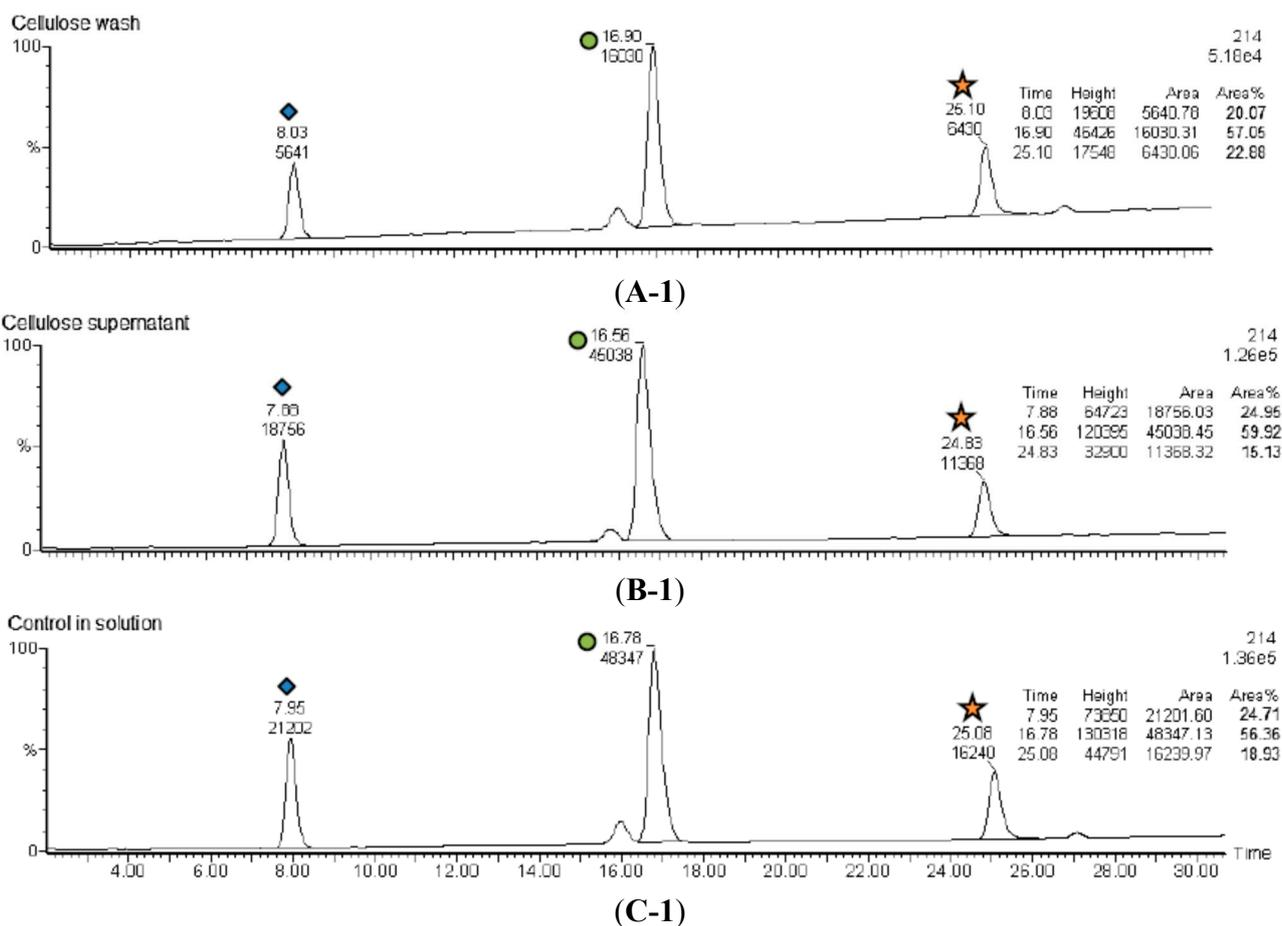 Cellulose wash
100
%
0
8.03
5641
16.90
16030
25.10
6430
214
5.18e4
Time Height Area Area%
8.03 19608 5640.78 20.07
16.90 46426 16030.31 57.05
25.10 17548 6430.06 22.88
(A-1)
Cellulose supernatant
100
%
0
7.88
18756
16.56
45038
24.83
11368
214
1.26e5
Time Height Area Area%
7.88 64723 18756.03 24.95
16.56 120395 45038.45 59.92
24.83 32900 11368.32 15.13
(B-1)
Control in solution
100
%
0
7.95
21202
16.78
48347
25.08
16240
214
1.36e5
Time Height Area Area%
7.95 73850 21201.60 24.71
16.78 130318 48347.13 56.36
25.08 44791 16239.97 18.93
4.00 6.00 8.00 10.00 12.00 14.00 16.00 18.00 20.00 22.00 24.00 26.00 28.00 30.00 Time
(C-1)